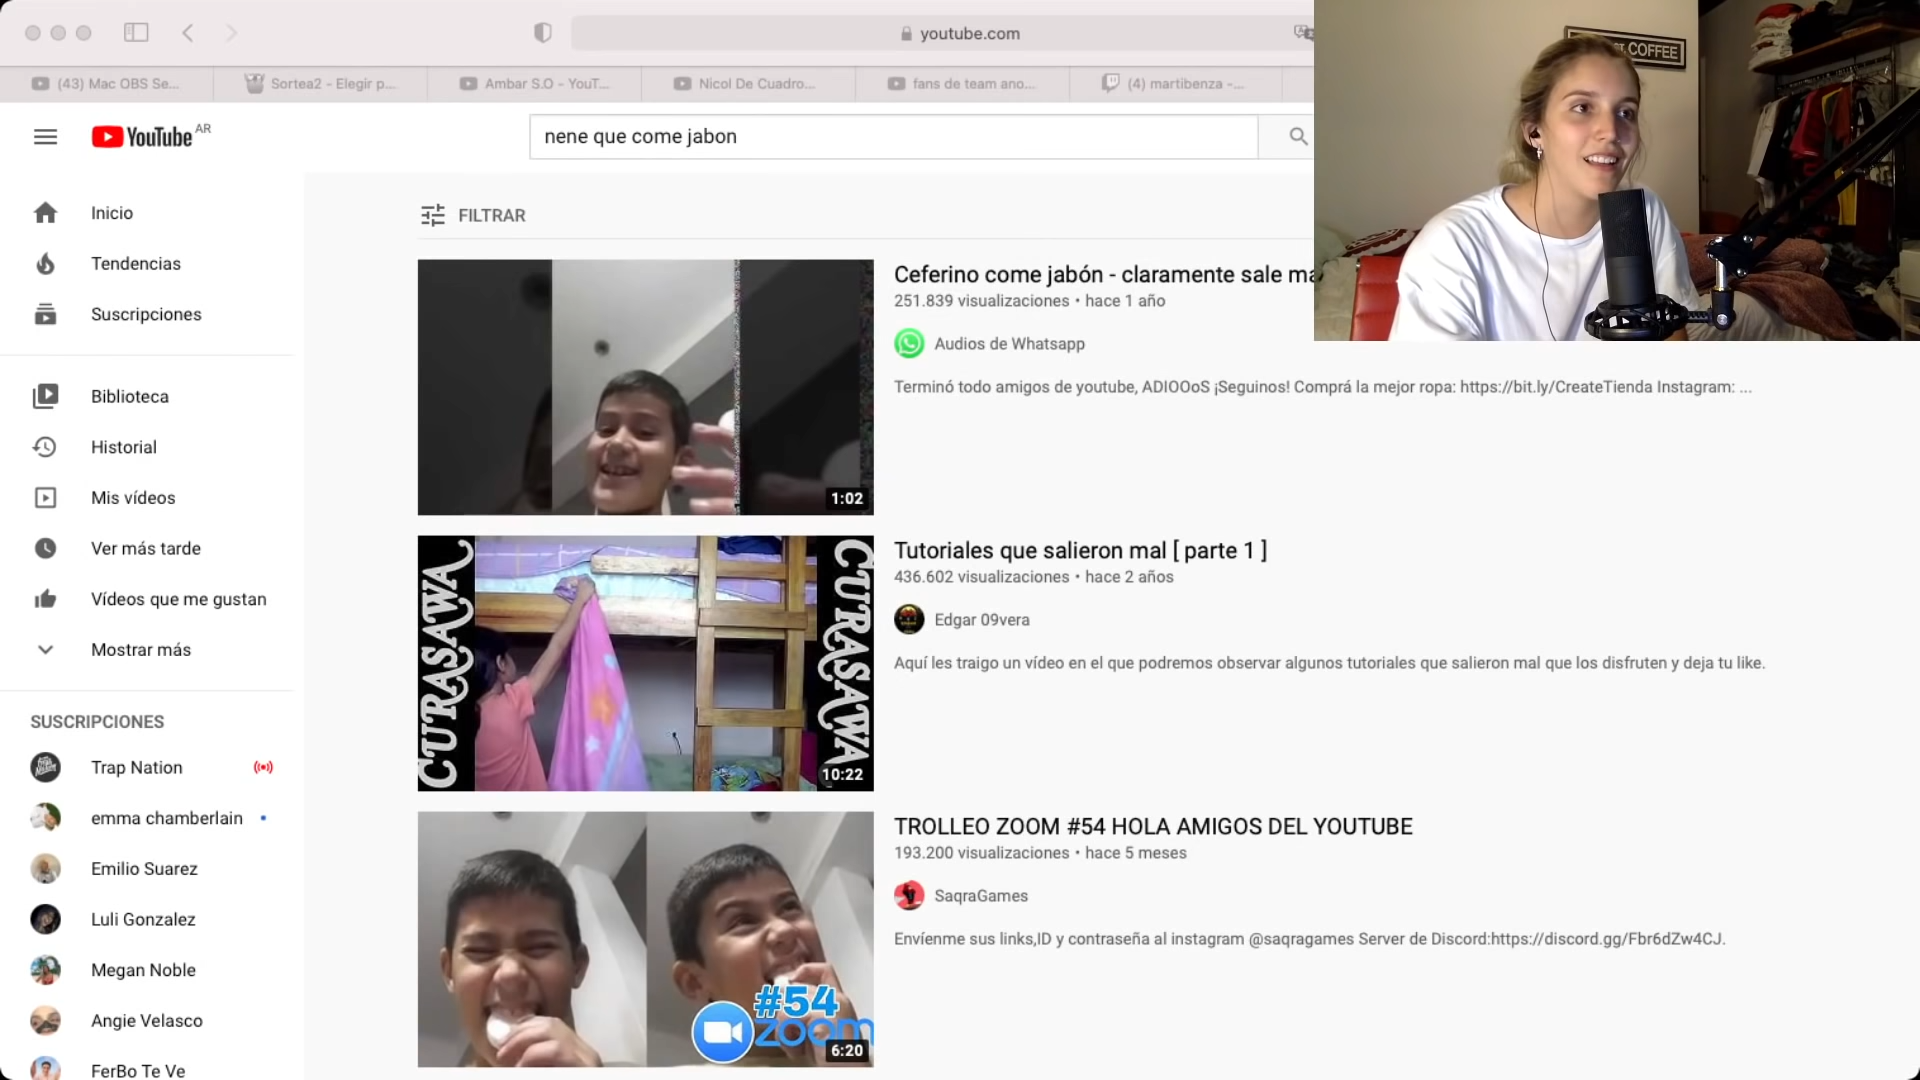 youtube.com
(43) Mac OBS Se...
Sortea2 - Elegir p...
Ambar S.O - YouT...
Nicol De Cuadro...
fans de team ano...
(4) martibenza -...
YouTube AR
nene que come jabon
COFFEE
Inicio
Tendencias
Suscripciones
Biblioteca
Historial
Mis vídeos
Ver más tarde
Vídeos que me gustan
Mostrar más
SUSCRIPCIONES
Trap Nation
emma chamberlain
Emilio Suarez
Luli Gonzalez
Megan Noble
Angie Velasco
FerBo Te Ve
FILTRAR
1:02
Ceferino come jabón - claramente sale ma
251.839 visualizaciones • hace 1 año
Audios de Whatsapp
Terminó todo amigos de youtube, ADIOOoS ¡Seguinos! Comprá la mejor ropa: https://bit.ly/CreateTienda Instagram: ...
CURASAWA
CURASAWA
10:22
Tutoriales que salieron mal [ parte 1 ]
436.602 visualizaciones • hace 2 años
Edgar 09vera
Aquí les traigo un vídeo en el que podremos observar algunos tutoriales que salieron mal que los disfruten y deja tu like.
#54
zoom
6:20
TROLLEO ZOOM #54 HOLA AMIGOS DEL YOUTUBE
193.200 visualizaciones • hace 5 meses
SaqraGames
Envíenme sus links,ID y contraseña al instagram @saqragames Server de Discord:https://discord.gg/Fbr6dZw4CJ.